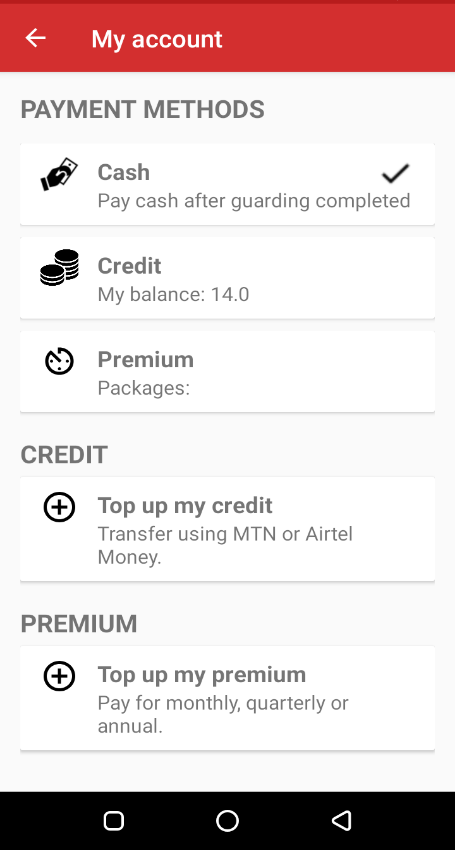 My account
PAYMENT METHODS
Cash
Pay cash after guarding completed
Credit
My balance: 14.0
Premium
Packages:
CREDIT
Top up my credit
Transfer using MTN or Airtel
Money.
PREMIUM
Top up my premium
Pay for monthly, quarterly or
annual.